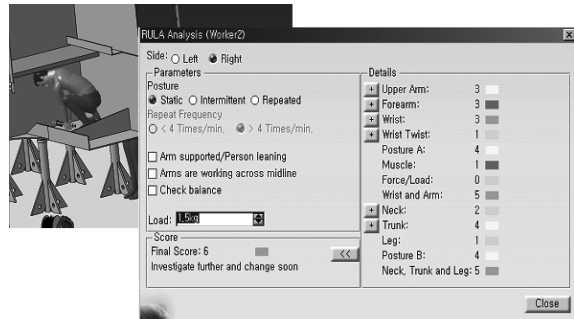 RULA Analysis (Worker2)
Side: Left Right
Parameters
Posture
Static Intermittent Repeated
Repeat Frequency
< 4 Times/min. > 4 Times/min.
Arm supported/Person leaning
Arms are working across midline
Check balance
Load: 1.5kg
Score
Final Score: 6 <<
Investigate further and change soon
Details
+ Upper Arm: 3
+ Forearm: 3
+ Wrist: 3
+ Wrist Twist: 1
Posture A: 4
Muscle: 1
Force/Load: 0
Wrist and Arm: 5
+ Neck: 2
+ Trunk: 4
Leg: 1
Posture B: 4
Neck, Trunk and Leg: 5
Close